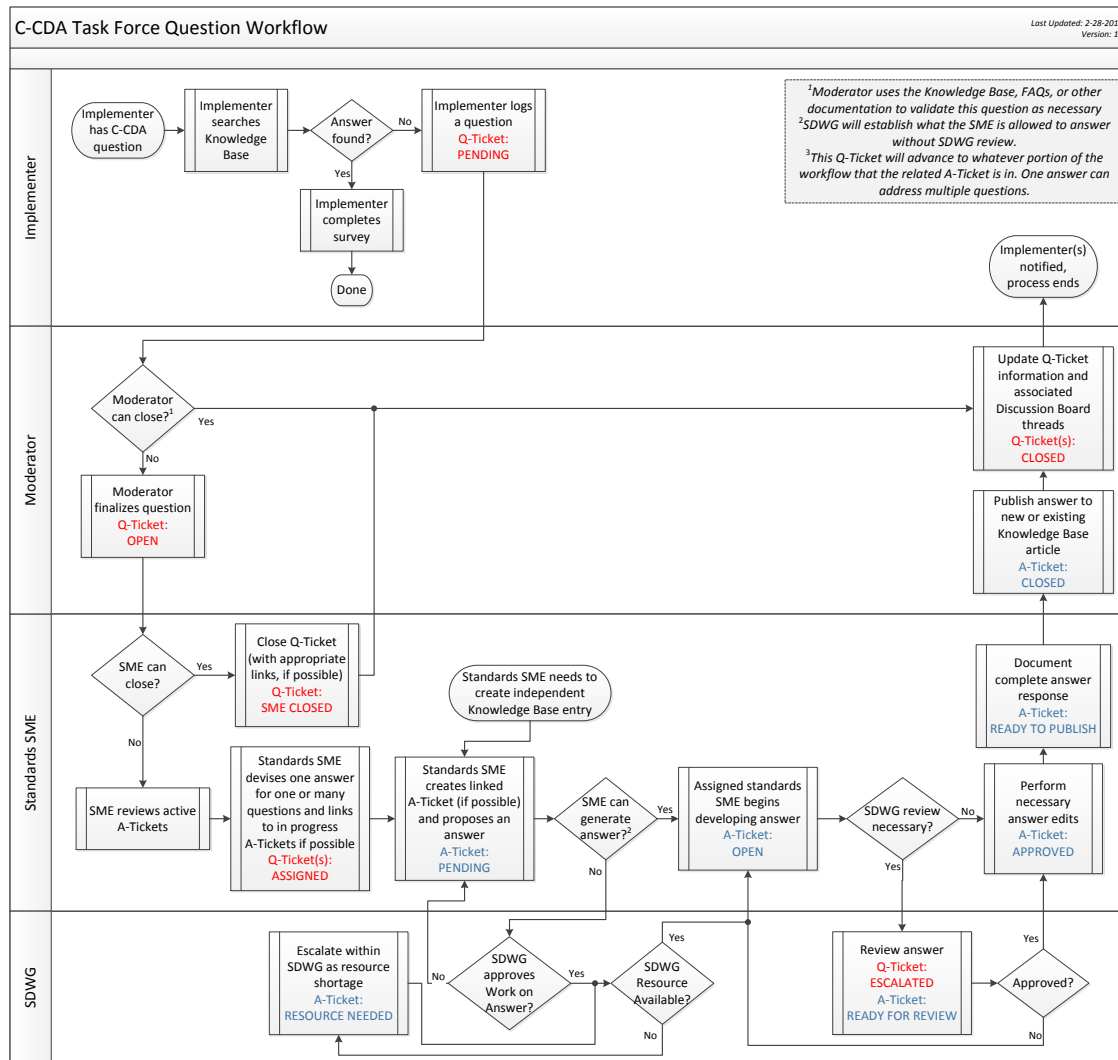 C-CDA Task Force Question Workflow
Last Updated: 2-28-201
Version: 1
Implementer
Implementer
has C-CDA
question
Implementer
searches
Knowledge
Base
Answer
found?
No
Yes
Implementer logs
a question
Q-Ticket:
PENDING
Implementer
completes
survey
Done
¹Moderator uses the Knowledge Base, FAQs, or other
documentation to validate this question as necessary
²SDWG will establish what the SME is allowed to answer
without SDWG review.
³This Q-Ticket will advance to whatever portion of the
workflow that the related A-Ticket is in. One answer can
address multiple questions.
Implementer(s)
notified,
process ends
Moderator
Moderator
can close?¹
Yes
No
Moderator
finalizes question
Q-Ticket:
OPEN
Update Q-Ticket
information and
associated
Discussion Board
threads
Q-Ticket(s):
CLOSED
Publish answer to
new or existing
Knowledge Base
article
A-Ticket:
CLOSED
Standards SME
SME can
close?
Yes
No
Close Q-Ticket
(with appropriate
links, if possible)
Q-Ticket:
SME CLOSED
Standards SME needs to
create independent
Knowledge Base entry
Document
complete answer
response
A-Ticket:
READY TO PUBLISH
SME reviews active
A-Tickets
Standards SME
devises one answer
for one or many
questions and links
to in progress
A-Tickets if possible
Q-Ticket(s):
ASSIGNED
Standards SME
creates linked
A-Ticket (if possible)
and proposes an
answer
A-Ticket:
PENDING
SME can
generate
answer?²
Yes
No
Assigned standards
SME begins
developing answer
A-Ticket:
OPEN
SDWG review
necessary?
No
Yes
Perform
necessary
answer edits
A-Ticket:
APPROVED
SDWG
Escalate within
SDWG as resource
shortage
A-Ticket:
RESOURCE NEEDED
No
SDWG
approves
Work on
Answer?
Yes
SDWG
Resource
Available?
Yes
No
Review answer
Q-Ticket:
ESCALATED
A-Ticket:
READY FOR REVIEW
Approved?
Yes
No